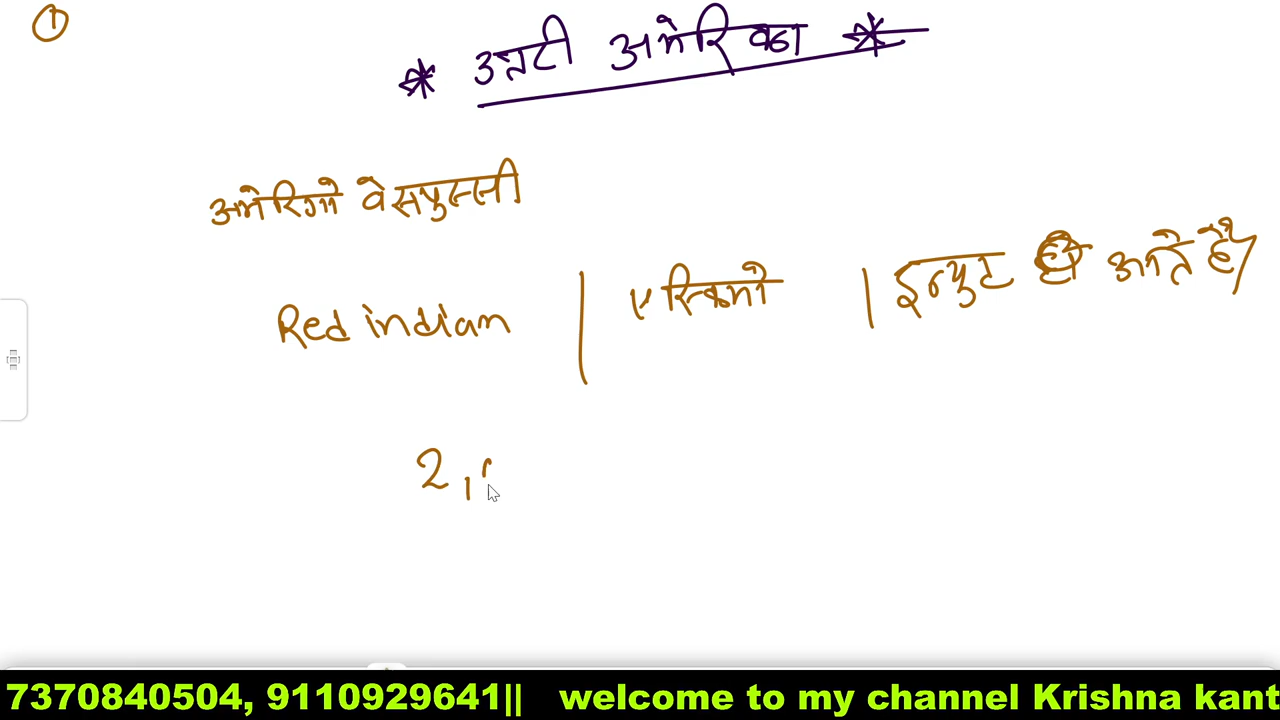 1
* उत्तरी अमेरिका *
अमेरिगो वेसपुस्सी
Red indian | एस्किमो | इन्युट आते हैं/
2,
7370840504, 9110929641|| welcome to my channel Krishna kant